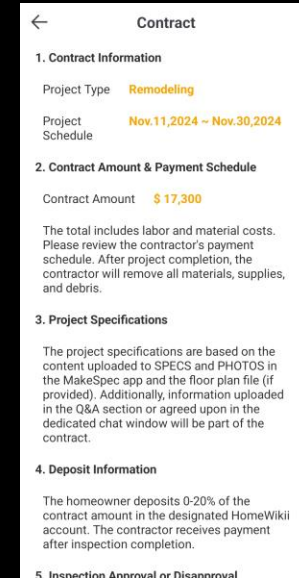 Contract
1. Contract Information
Project Type Remodeling
Project Nov.11,2024 ~ Nov.30,2024
Schedule
2. Contract Amount & Payment Schedule
Contract Amount $ 17,300
The total includes labor and material costs.
Please review the contractor's payment
schedule. After project completion, the
contractor will remove all materials, supplies,
and debris.
3. Project Specifications
The project specifications are based on the
content uploaded to SPECS and PHOTOS in
the MakeSpec app and the floor plan file (if
provided). Additionally, information uploaded
in the Q&A section or agreed upon in the
dedicated chat window will be part of the
contract.
4. Deposit Information
The homeowner deposits 0-20% of the
contract amount in the designated HomeWikii
account. The contractor receives payment
after inspection completion.
5. Inspection Approval or Disapproval